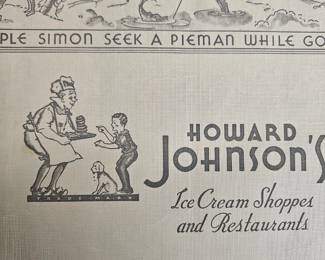 PLE SIMON SEEK A PIEMAN WHILE GO
HOWARD
JOHNSON'S
TRADE MARK
Ice Cream Shoppes
and Restaurants